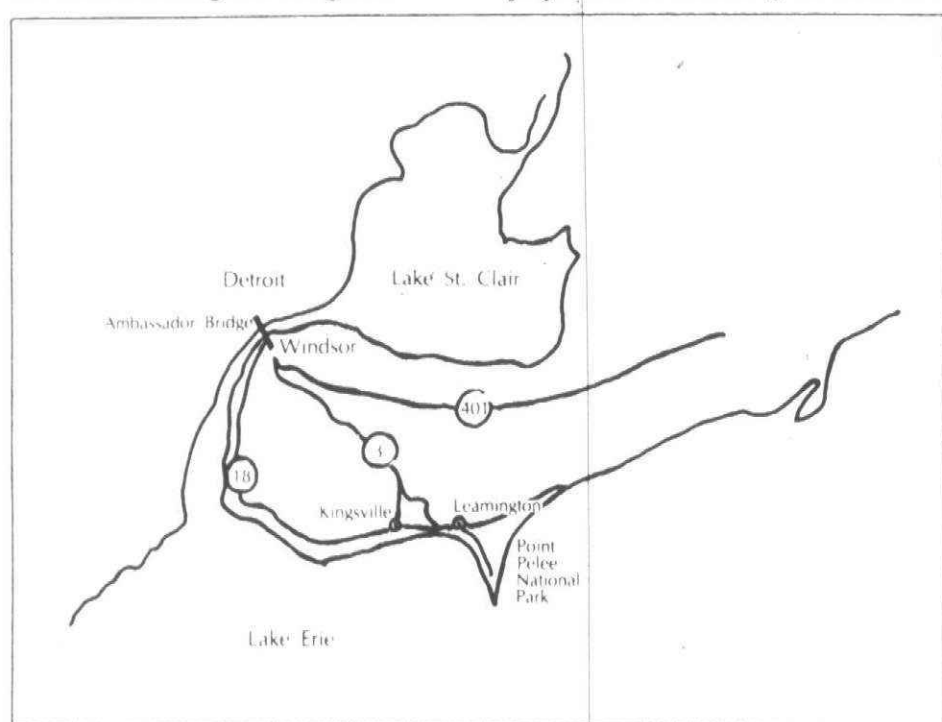 Detroit
Lake St. Clair
Ambassador Bridge
Windsor
401
3
18
Kingsville
Leamington
Point
Pelee
National
Park
Lake Erie